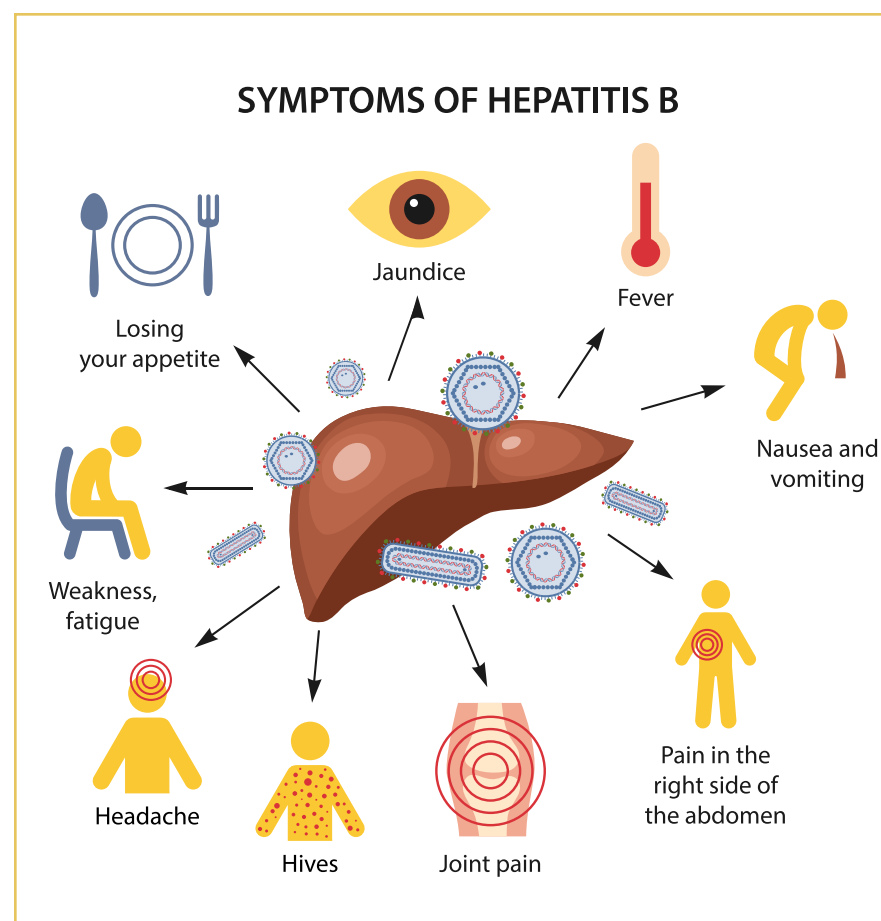 SYMPTOMS OF HEPATITIS B
Jaundice
Fever
Losing
your appetite
Nausea and
vomiting
Weakness,
fatigue
Pain in the
right side of
the abdomen
Headache
Hives
Joint pain